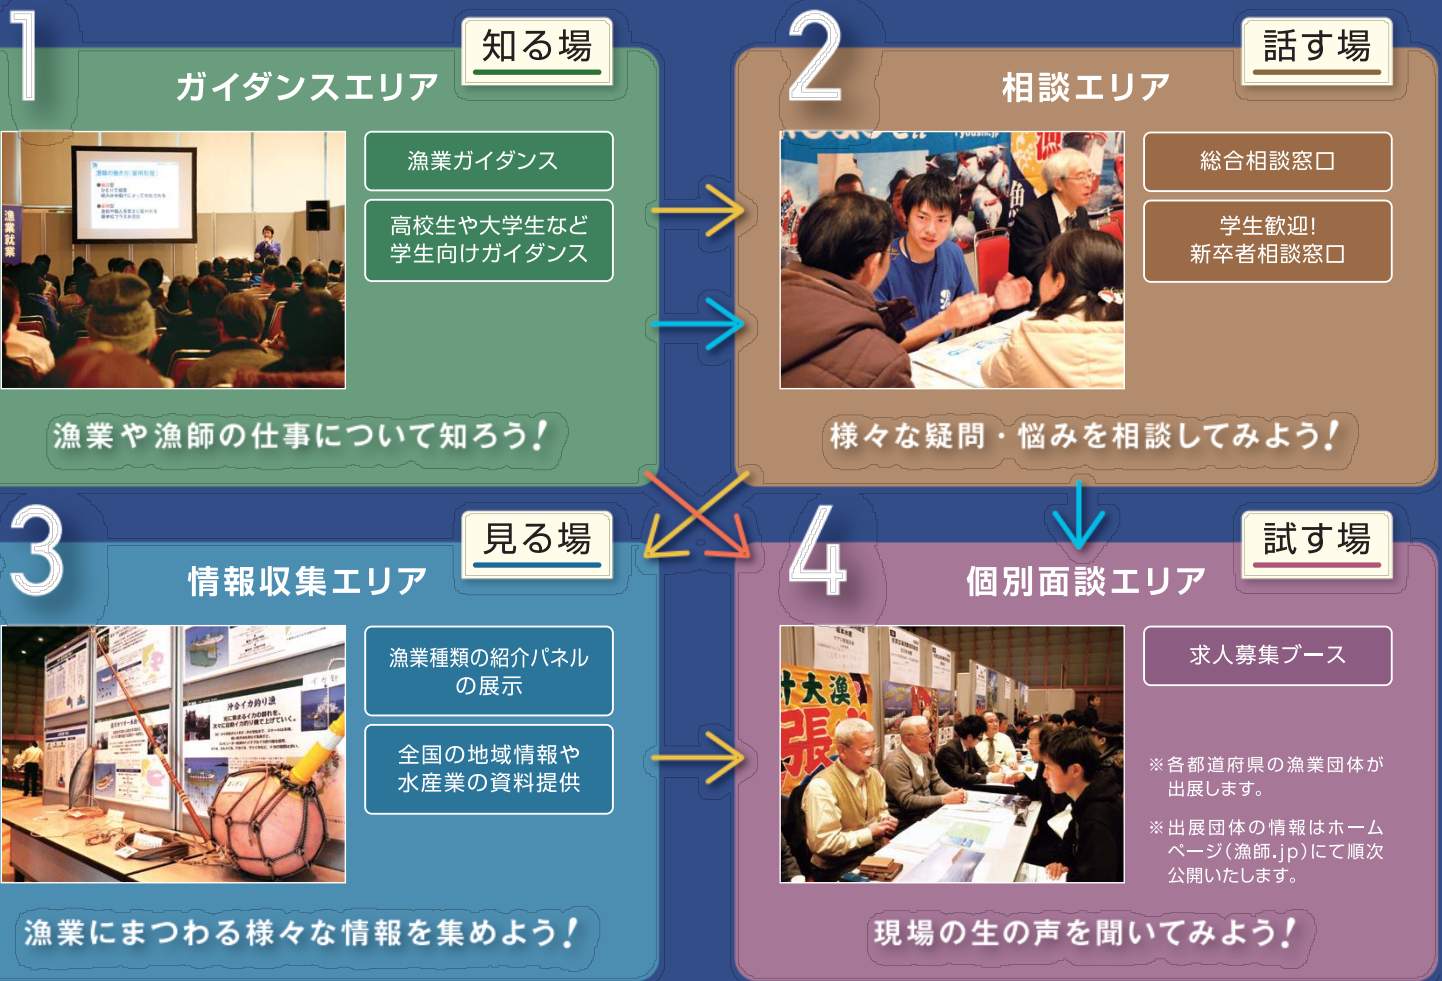 1
知る場
ガイダンスエリア
漁業ガイダンス
高校生や大学生など
学生向けガイダンス
漁業就業
漁業や漁師の仕事について知ろう!
2
話す場
相談エリア
総合相談窓口
学生歓迎!
新卒者相談窓口
様々な疑問・悩みを相談してみよう!
3
見る場
情報収集エリア
漁業種類の紹介パネル
の展示
全国の地域情報や
水産業の資料提供
沖合イカ釣り漁
漁業にまつわる様々な情報を集めよう!
4
試す場
個別面談エリア
求人募集ブース
※各都道府県の漁業団体が
出展します。
※出展団体の情報はホーム
ページ(漁師.jp)にて順次
公開いたします。
現場の生の声を聞いてみよう!